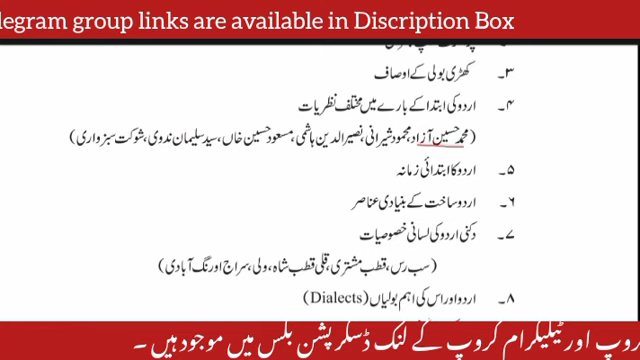 legram group links are available in Discription Box
۳۔ کھڑی بولی کے اوصاف
۴۔ اردو کی ابتدا کے بارے میں مختلف نظریات
(محمد حسین آزاد، محمود شیرانی، نصیر الدین ہاشمی، مسعود حسین خاں، سید سلیمان ندوی، شوکت سبزواری)
۵۔ اردو کا ابتدائی زمانہ
۶۔ اردو ساخت کے بنیادی عناصر
۷۔ دکنی اردو کی لسانی خصوصیات
(سب رس، قطب مشتری، قلی قطب شاہ، ولی، سراج اورنگ آبادی)
۸۔ اردو اور اس کی اہم بولیاں (Dialects)
روپ اور ٹیلیگرام گروپ کے لنک ڈسکرپشن بکس میں موجود ہیں ۔